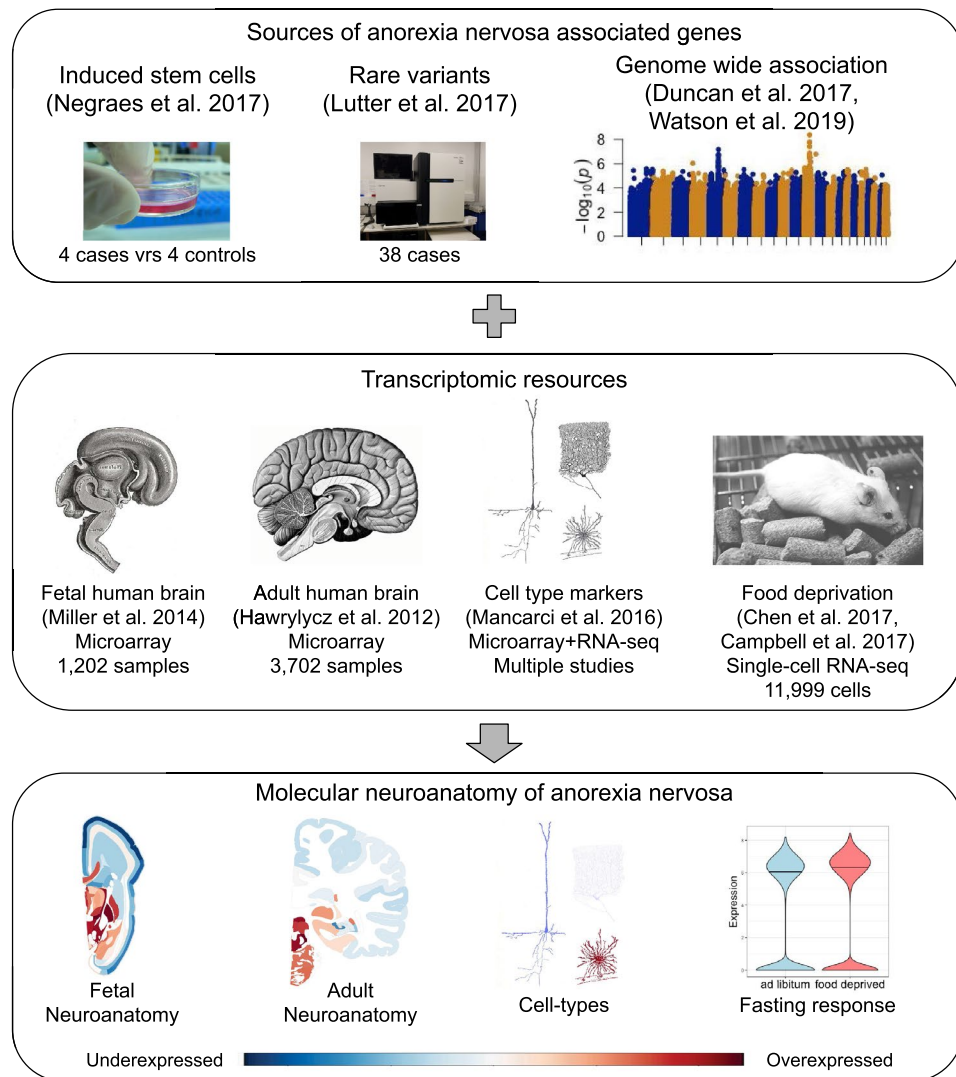 Sources of anorexia nervosa associated genes
Induced stem cells
(Negraes et al. 2017)
4 cases vrs 4 controls
Rare variants
(Lutter et al. 2017)
38 cases
Genome wide association
(Duncan et al. 2017,
Watson et al. 2019)
−log10(p)
8
6
4
2
0
Transcriptomic resources
Fetal human brain
(Miller et al. 2014)
Microarray
1,202 samples
Adult human brain
(Hawrylycz et al. 2012)
Microarray
3,702 samples
Cell type markers
(Mancarci et al. 2016)
Microarray+RNA-seq
Multiple studies
Food deprivation
(Chen et al. 2017,
Campbell et al. 2017)
Single-cell RNA-seq
11,999 cells
Molecular neuroanatomy of anorexia nervosa
Fetal
Neuroanatomy
Adult
Neuroanatomy
Cell-types
Expression
8
6
4
2
0
ad libitum food deprived
Fasting response
Underexpressed
Overexpressed